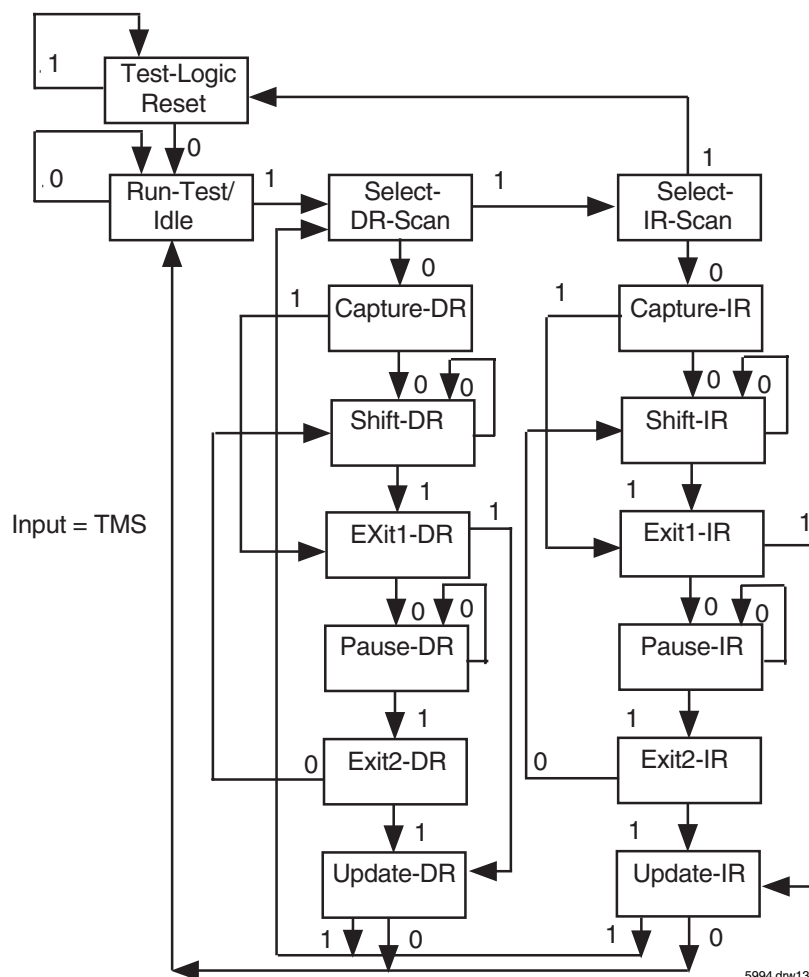 .1
Test-Logic
Reset
0
1
.0
Run-Test/
Idle
1
Select-
DR-Scan
1
Select-
IR-Scan
0
0
1
Capture-DR
1
Capture-IR
0
0
0
0
Shift-DR
Shift-IR
1
1
Input = TMS
EXit1-DR
1
Exit1-IR
1
0
0
0
0
Pause-DR
Pause-IR
1
1
0
Exit2-DR
0
Exit2-IR
1
1
Update-DR
Update-IR
1
0
1
0
5994 drw13